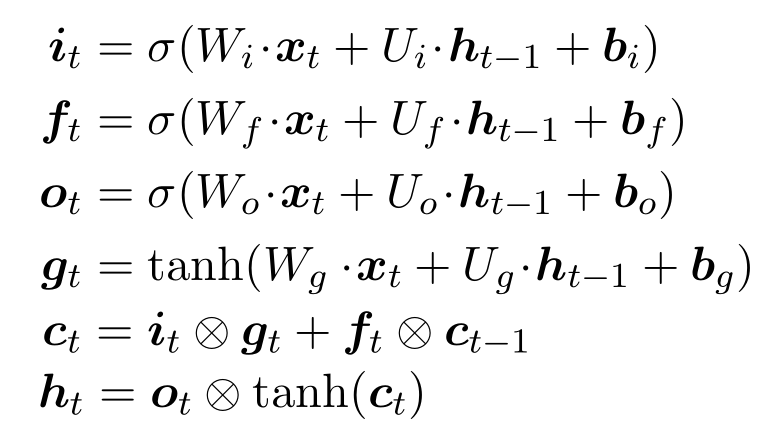 i_t = σ(W_i·x_t + U_i·h_{t−1} + b_i)
f_t = σ(W_f·x_t + U_f·h_{t−1} + b_f)
o_t = σ(W_o·x_t + U_o·h_{t−1} + b_o)
g_t = tanh(W_g·x_t + U_g·h_{t−1} + b_g)
c_t = i_t ⊗ g_t + f_t ⊗ c_{t−1}
h_t = o_t ⊗ tanh(c_t)